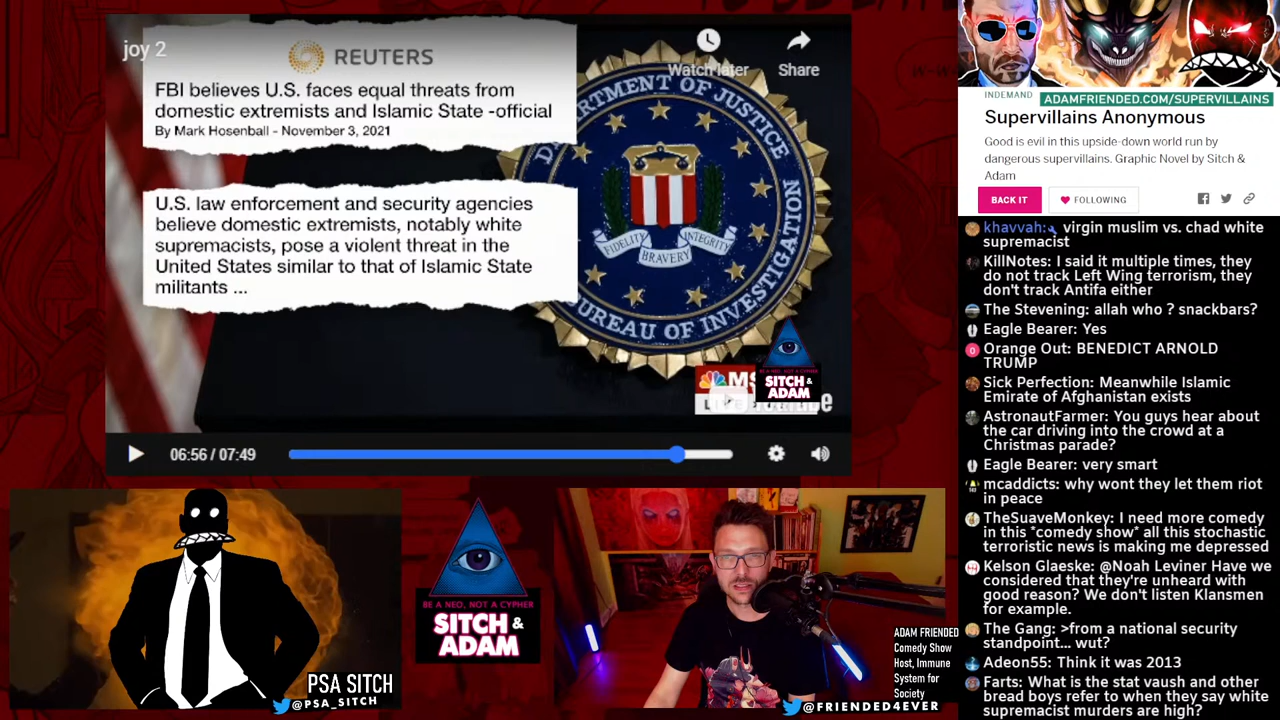 joy 2
REUTERS
Watch later
Share
FBI believes U.S. faces equal threats from
domestic extremists and Islamic State -official
By Mark Hosenball - November 3, 2021
U.S. law enforcement and security agencies
believe domestic extremists, notably white
supremacists, pose a violent threat in the
United States similar to that of Islamic State
militants ...
DEPARTMENT OF JUSTICE
FIDELITY
BRAVERY
INTEGRITY
BUREAU OF INVESTIGATION
BE A NEO, NOT A CYPHER
SITCH &
ADAM
06:56 / 07:49
PSA SITCH
@PSA_SITCH
BE A NEO, NOT A CYPHER
SITCH &
ADAM
ADAM FRIENDED
Comedy Show
Host, Immune
System for
Society
@FRIENDED4EVER
INDEMAND
ADAMFRIENDED.COM/SUPERVILLAINS
Supervillains Anonymous
Good is evil in this upside-down world run by
dangerous supervillains. Graphic Novel by Sitch &
Adam
BACK IT
FOLLOWING
khavvah: virgin muslim vs. chad white
supremacist
KillNotes: I said it multiple times, they
do not track Left Wing terrorism, they
don't track Antifa either
The Stevening: allah who ? snackbars?
Eagle Bearer: Yes
Orange Out: BENEDICT ARNOLD
TRUMP
Sick Perfection: Meanwhile Islamic
Emirate of Afghanistan exists
AstronautFarmer: You guys hear about
the car driving into the crowd at a
Christmas parade?
Eagle Bearer: very smart
mcaddicts: why wont they let them riot
in peace
TheSuaveMonkey: I need more comedy
in this *comedy show* all this stochastic
terroristic news is making me depressed
Kelson Glaeske: @Noah Leviner Have we
considered that they're unheard with
good reason? We don't listen Klansmen
for example.
The Gang: >from a national security
standpoint... wut?
Adeon55: Think it was 2013
Farts: What is the stat vaush and other
bread boys refer to when they say white
supremacist murders are high?